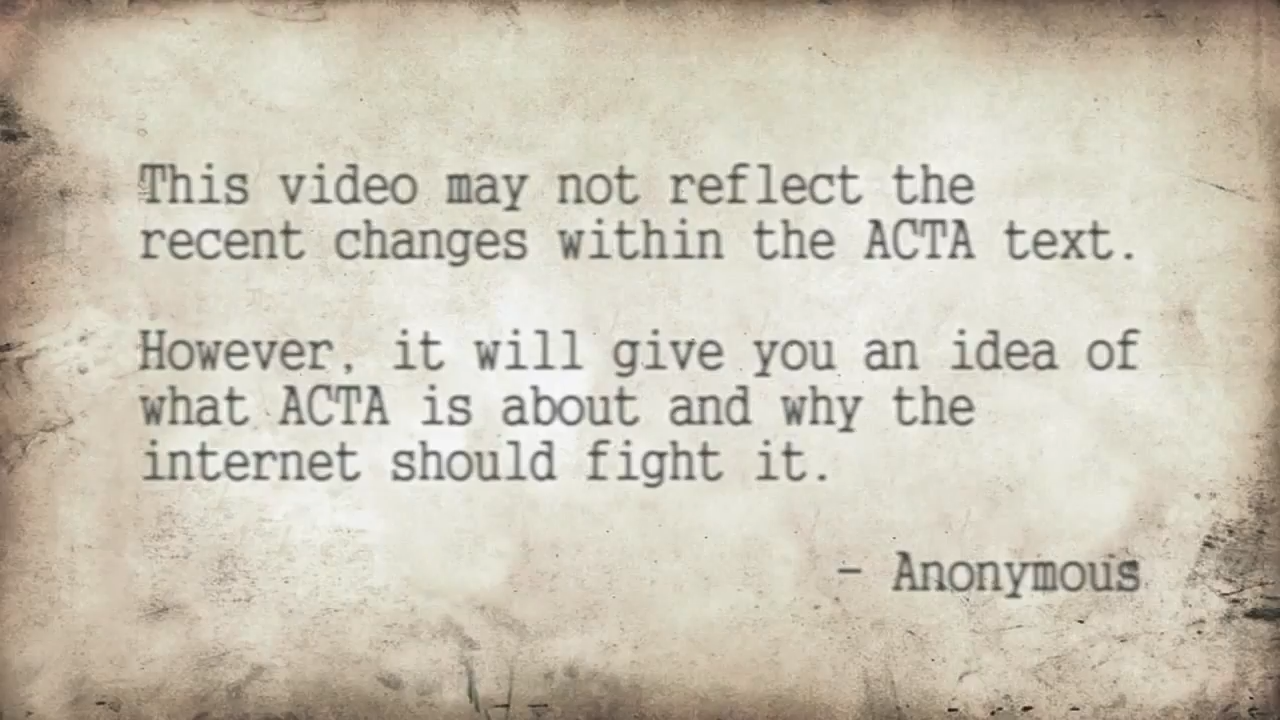 This video may not reflect the
recent changes within the ACTA text.
However, it will give you an idea of
what ACTA is about and why the
internet should fight it.
- Anonymous